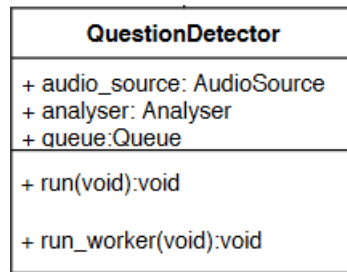 QuestionDetector
+ audio_source: AudioSource
+ analyser: Analyser
+ queue:Queue
+ run(void):void
+ run_worker(void):void